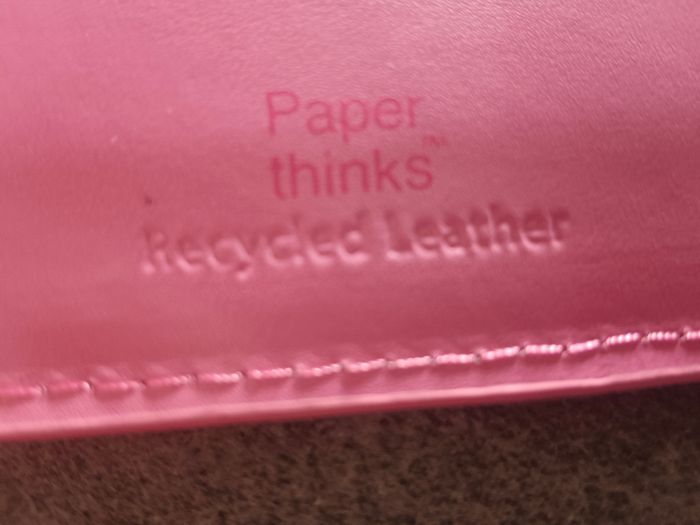 Paper
thinks™
Recycled Leather